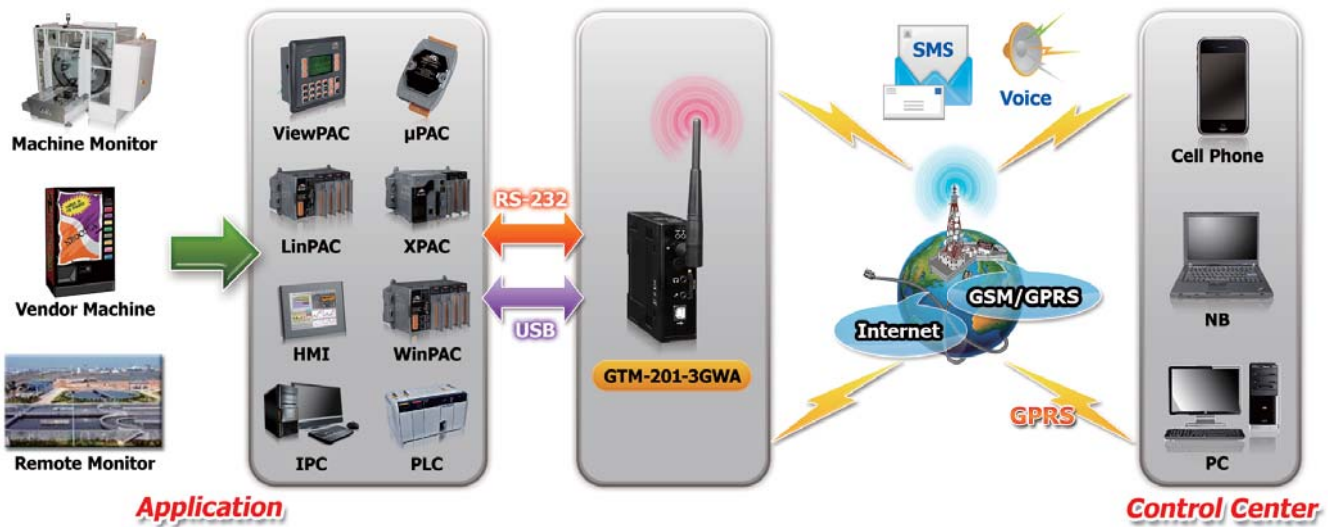 Machine Monitor
Vendor Machine
Remote Monitor
Application
ViewPAC
µPAC
LinPAC
XPAC
HMI
WinPAC
IPC
PLC
RS-232
USB
GTM-201-3GWA
SMS
Voice
GSM/GPRS
Internet
GPRS
Cell Phone
NB
PC
Control Center